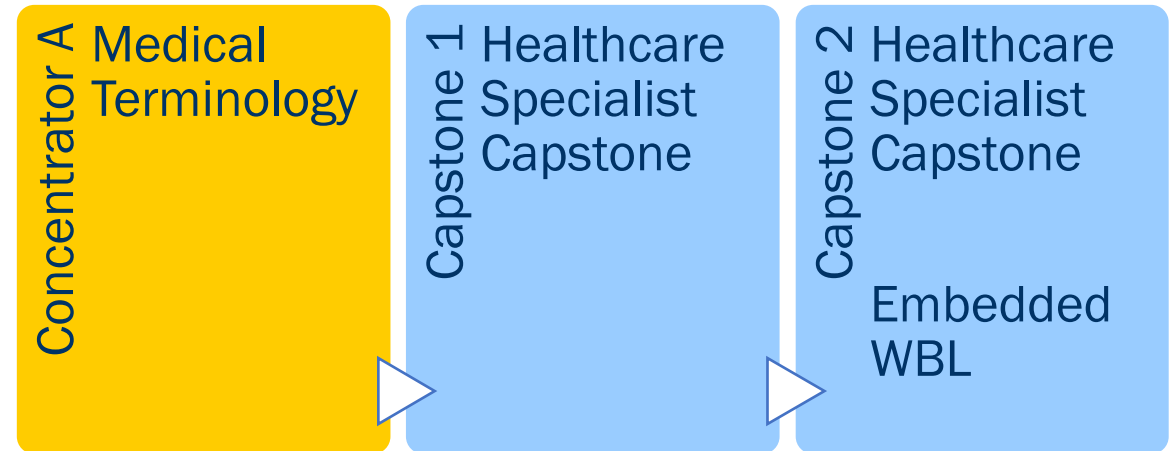 Concentrator A
Medical
Terminology
Capstone 1
Healthcare
Specialist
Capstone
Capstone 2
Healthcare
Specialist
Capstone
Embedded
WBL